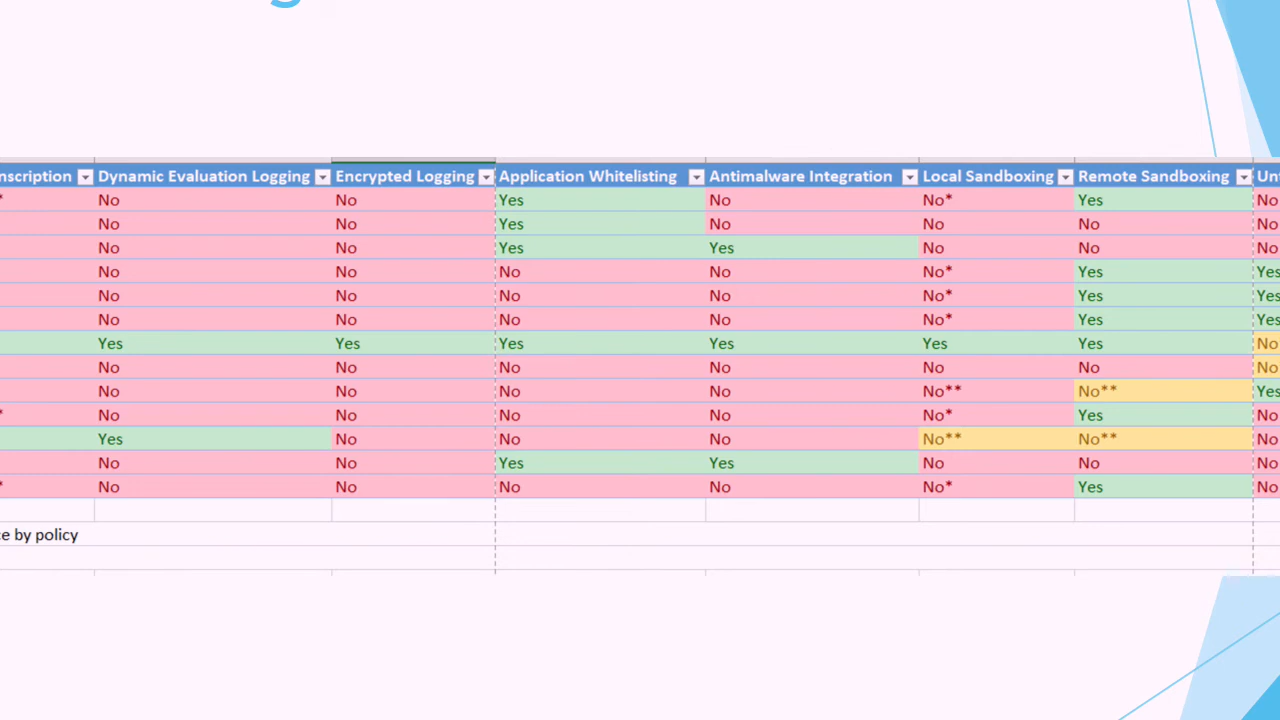 nscription Dynamic Evaluation Logging Encrypted Logging Application Whitelisting Antimalware Integration Local Sandboxing Remote Sandboxing Un
* No No Yes No No* Yes No
No No Yes No No No No
No No Yes Yes No No No
No No No No No* Yes Yes
No No No No No* Yes Yes
No No No No No* Yes Yes
Yes Yes Yes Yes Yes Yes No
No No No No No No No
No No No No No** No** Yes
* No No No No No* Yes No
Yes No No No No** No** No
No No Yes Yes No No No
* No No No No No* Yes No
ce by policy